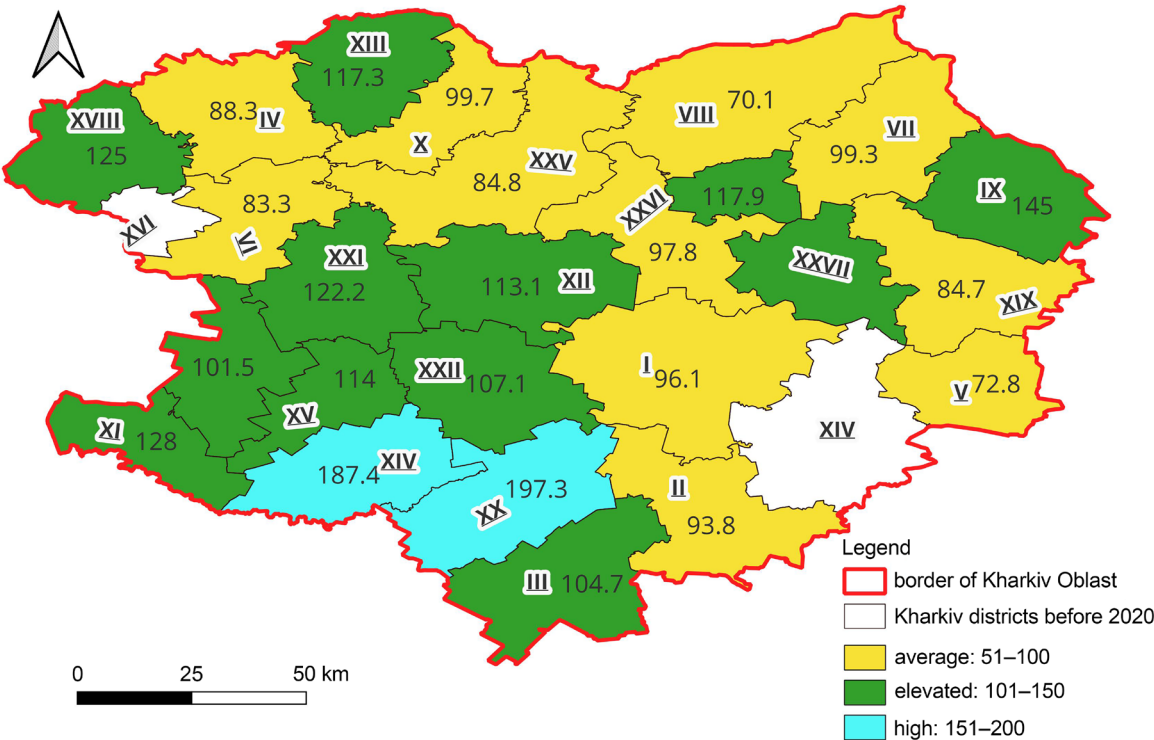 XIII
117.3
99.7
88.3 IV
70.1
XVIII
VIII
X
VII
125
XXV
99.3
84.8
IX
117.9
145
83.3
XXVI
XVI
VI
97.8
XXI
XXVII
122.2
113.1 XII
84.7
XIX
101.5
114
XXII 107.1
I 96.1
V 72.8
XV
XI 128
XIV
187.4 XIV
197.3
II
XX
93.8
III 104.7
Legend
border of Kharkiv Oblast
Kharkiv districts before 2020
average: 51–100
elevated: 101–150
high: 151–200
0 25 50 km